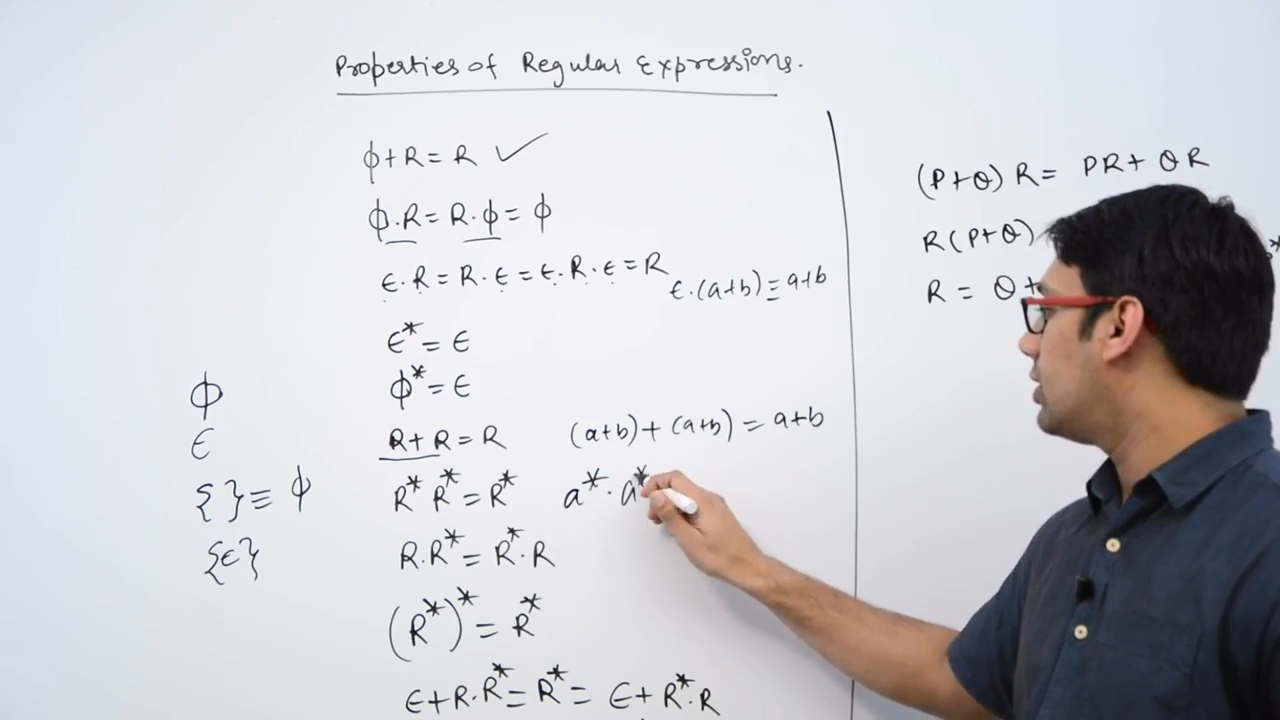 Properties of Regular Expressions.
ϕ+R = R ✓
ϕ.R = R.ϕ = ϕ
ϵ.R = R.ϵ = ϵ.R.ϵ = R
ϵ.(a+b) = a+b
ϵ* = ϵ
ϕ* = ϵ
R+R = R
(a+b)+(a+b) = a+b
R* R* = R*
a*.a*
R.R* = R*.R
(R*)* = R*
ϵ+R.R* = R* = ϵ+R*.R
ϕ
ϵ
{ } ≡ ϕ
{ϵ}
(P+Q) R = PR+ QR
R(P+Q)
R = Q+